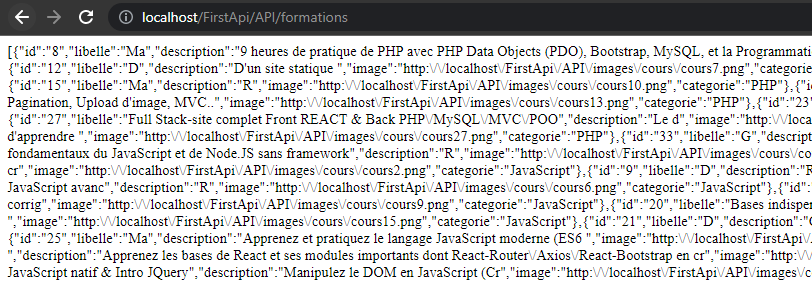 localhost/FirstApi/API/formations
[{"id":"8","libelle":"Ma","description":"9 heures de pratique de PHP avec PHP Data Objects (PDO), Bootstrap, MySQL, et la Programmati
{"id":"12","libelle":"D","description":"D'un site statique ","image":"http:\/\/localhost\/FirstApi\/API\/images\/cours\/cours7.png","categorie
{"id":"15","libelle":"Ma","description":"R","image":"http:\/\/localhost\/FirstApi\/API\/images\/cours\/cours10.png","categorie":"PHP"},{"id
Pagination, Upload d'image, MVC..","image":"http:\/\/localhost\/FirstApi\/API\/images\/cours\/cours13.png","categorie":"PHP"},{"id":"23"
{"id":"27","libelle":"Full Stack-site complet Front REACT & Back PHP\/MySQL\/MVC\/POO","description":"Le d","image":"http:\/\/loca
d'apprendre ","image":"http:\/\/localhost\/FirstApi\/API\/images\/cours\/cours27.png","categorie":"PHP"},{"id":"33","libelle":"G","descript
fondamentaux du JavaScript et de Node.JS sans framework","description":"R","image":"http:\/\/localhost\/FirstApi\/API\/images\/cours\/co
cr","image":"http:\/\/localhost\/FirstApi\/API\/images\/cours\/cours2.png","categorie":"JavaScript"},{"id":"9","libelle":"D","description":"R
JavaScript avanc","description":"R","image":"http:\/\/localhost\/FirstApi\/API\/images\/cours\/cours6.png","categorie":"JavaScript"},{"id":
corrig","image":"http:\/\/localhost\/FirstApi\/API\/images\/cours\/cours9.png","categorie":"JavaScript"},{"id":"20","libelle":"Bases indisper
","image":"http:\/\/localhost\/FirstApi\/API\/images\/cours\/cours15.png","categorie":"JavaScript"},{"id":"21","libelle":"D","description":"
{"id":"25","libelle":"Ma","description":"Apprenez et pratiquez le langage JavaScript moderne (ES6 ","image":"http:\/\/localhost\/FirstApi\/
","description":"Apprenez les bases de React et ses modules importants dont React-Router\/Axios\/React-Bootstrap en cr","image":"http:\/
JavaScript natif & Intro JQuery","description":"Manipulez le DOM en JavaScript (Cr","image":"http:\/\/localhost\/FirstApi\/API\/images\/c